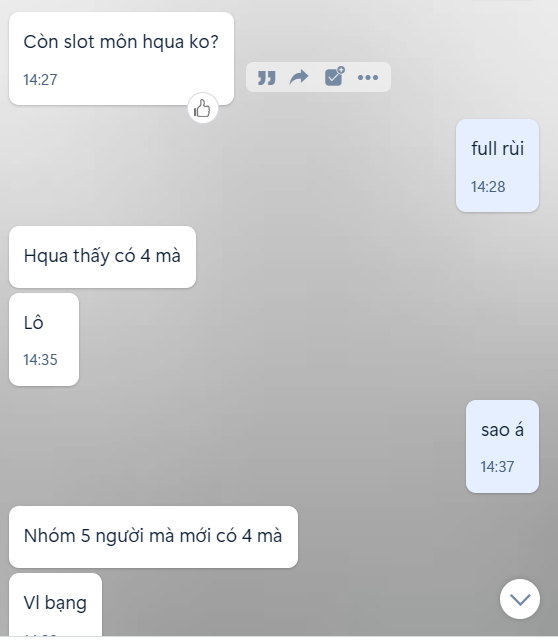 Còn slot môn hqua ko?
14:27
full rùi
14:28
Hqua thấy có 4 mà
Lô
14:35
sao á
14:37
Nhóm 5 người mà mới có 4 mà
Vl bạng